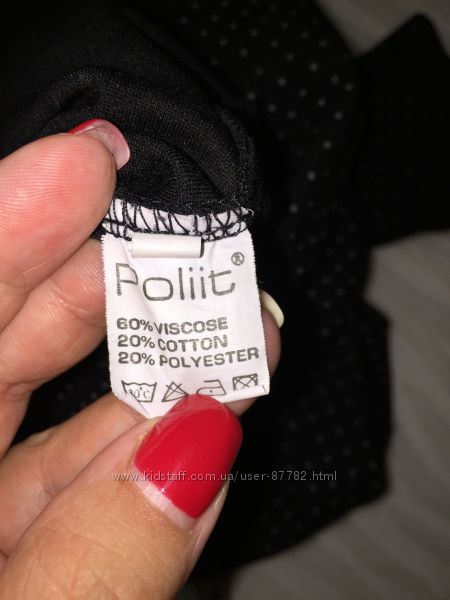 Poliit®
60% VISCOSE
20% COTTON
20% POLYESTER
www.kidstaff.com.ua/user-87782.html